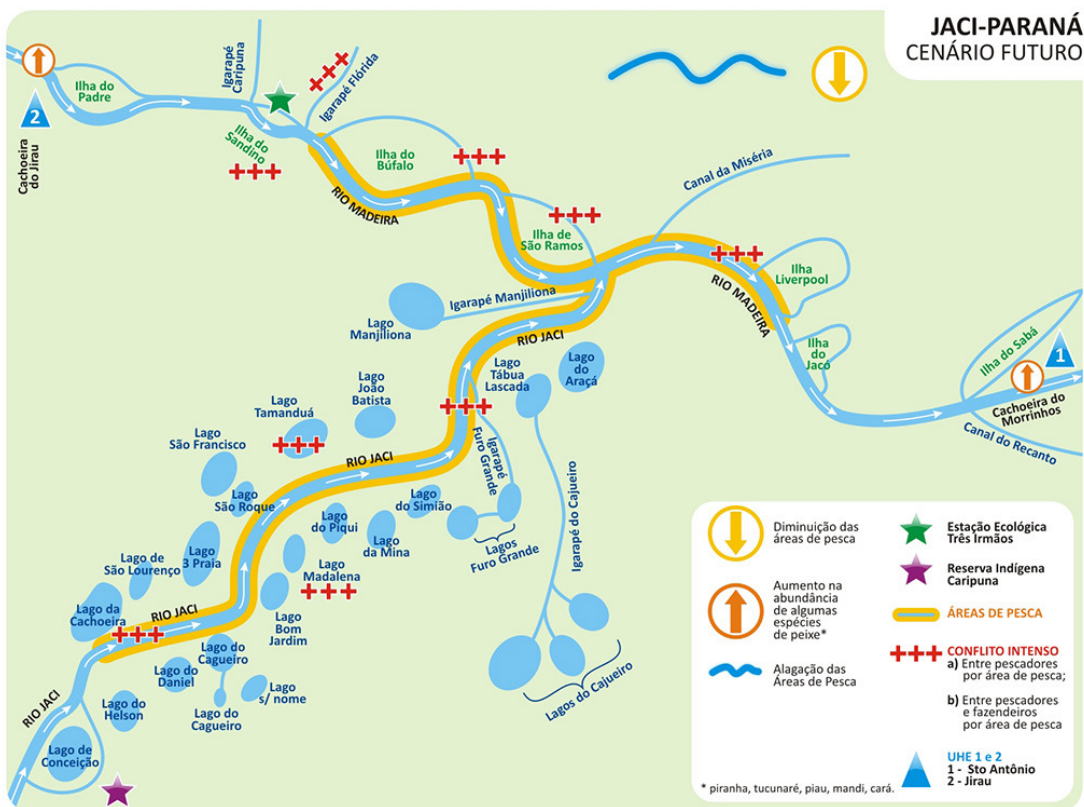 JACI-PARANÁ
CENÁRIO FUTURO
Igarapé
Caripuna
Igarapé Flórida
Ilha do
Padre
2
Cachoeira
do Jirau
Ilha do
Sandino
Ilha do
Búfalo
RIO MADEIRA
Canal da Miséria
Ilha de
São Ramos
Ilha
Liverpool
RIO MADEIRA
Igarapé Manjiliona
Lago
Manjiliona
RIO JACI
Ilha
do
Jacó
Ilha do Sabá
1
Cachoeira do
Morrinhos
Canal do Recanto
Lago
Tábua
Lascada
Lago
do
Araçá
Lago
João
Batista
Lago
Tamanduá
Lago
São Francisco
Igarapé
Furo Grande
RIO JACI
Lago
São Roque
Lago
do Simião
Lago
do Piqui
Lago
da Mina
Lagos
Furo Grande
Igarapé do Cajueiro
Lago
3 Praia
Lago de
São Lourenço
Lago
Madalena
Lago da
Cachoeira
RIO JACI
Lago
Bom
Jardim
Lago do
Cagueiro
Lago do
Daniel
Lago
s/ nome
Lago do
Cagueiro
Lago do
Helson
RIO JACI
Lago de
Conceição
Lagos do Cajueiro
Diminuição das
áreas de pesca
Aumento na
abundância
de algumas
espécies
de peixe*
Alagação das
Áreas de Pesca
* piranha, tucunaré, piau, mandi, cará.
Estação Ecológica
Três Irmãos
Reserva Indígena
Caripuna
ÁREAS DE PESCA
CONFLITO INTENSO
a) Entre pescadores
por área de pesca;
b) Entre pescadores
e fazendeiros
por área de pesca
UHE 1 e 2
1 - Sto Antônio
2 - Jirau